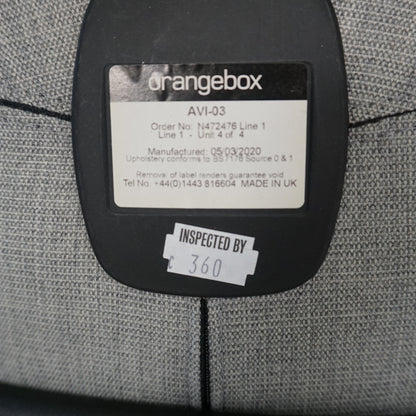 orangebox
AVI-03
Order No: N472476 Line 1
Line 1 - Unit 4 of 4
Manufactured: 05/03/2020
Upholstery conforms to BS7176 Source 0 & 1
Removal of label renders guarantee void
Tel No. +44(0)1443 816604 MADE IN UK
INSPECTED BY
c 360